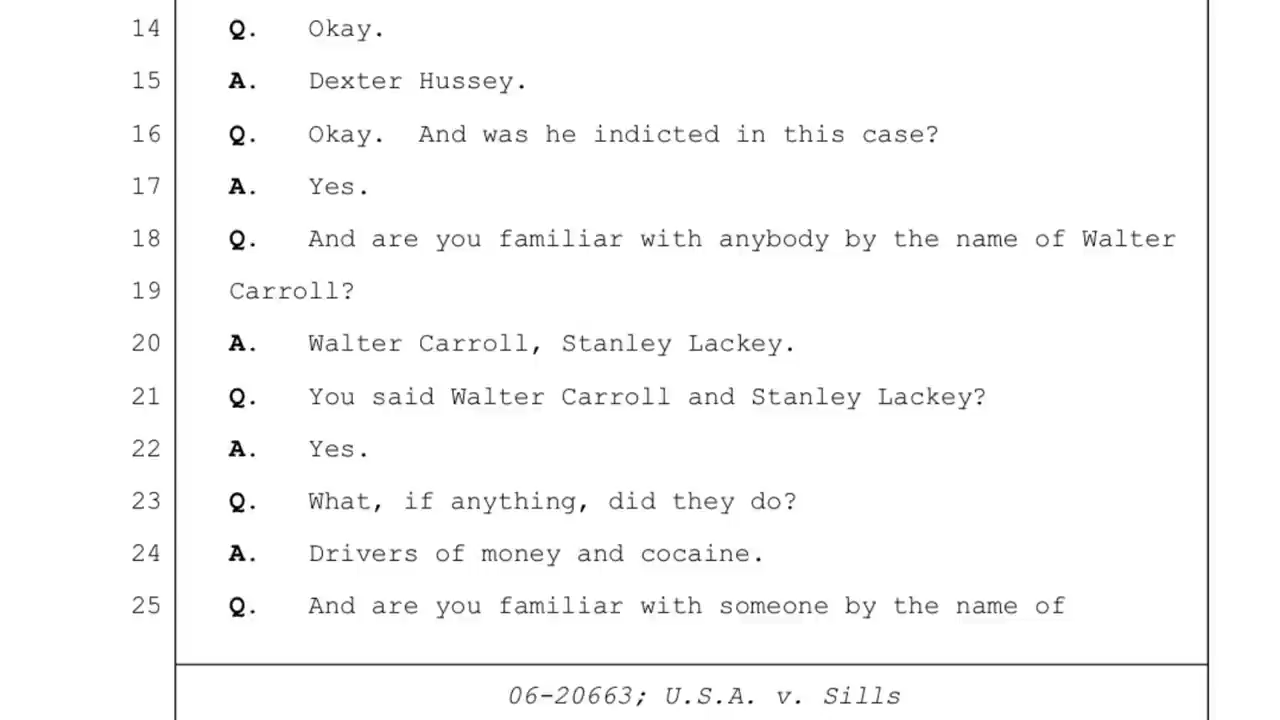 14 Q. Okay.
15 A. Dexter Hussey.
16 Q. Okay. And was he indicted in this case?
17 A. Yes.
18 Q. And are you familiar with anybody by the name of Walter
19 Carroll?
20 A. Walter Carroll, Stanley Lackey.
21 Q. You said Walter Carroll and Stanley Lackey?
22 A. Yes.
23 Q. What, if anything, did they do?
24 A. Drivers of money and cocaine.
25 Q. And are you familiar with someone by the name of
06-20663; U.S.A. v. Sills